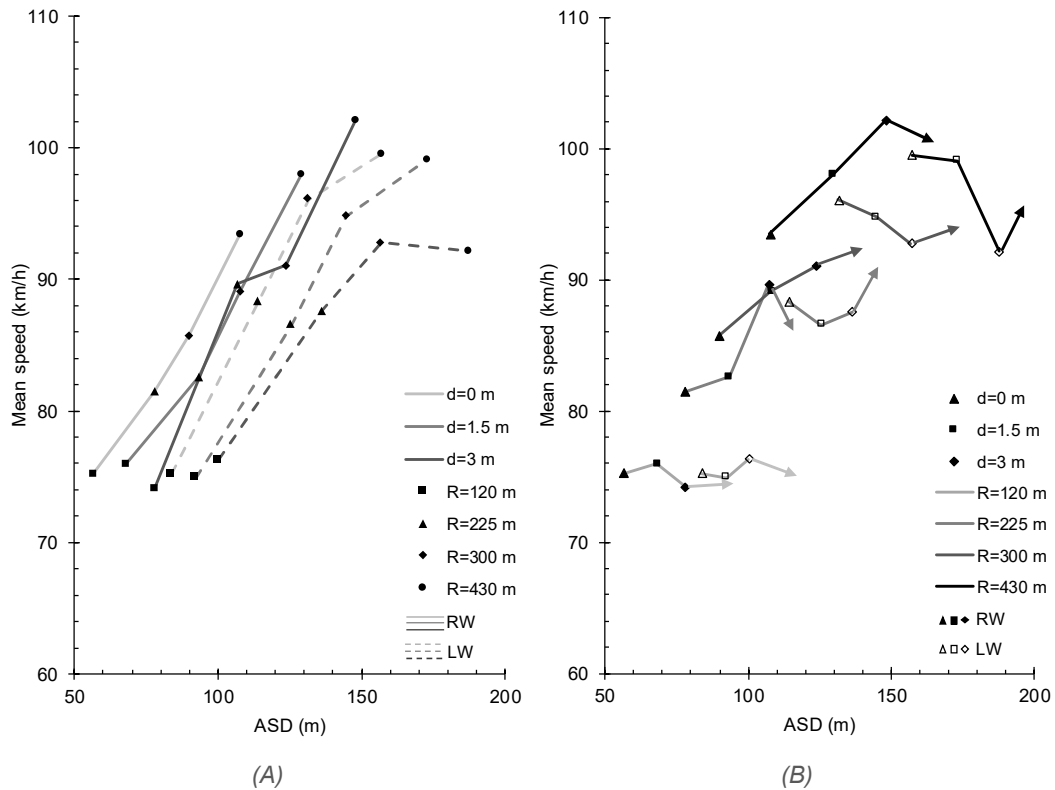 110
100
90
80
70
60
50
100
150
200
Mean speed (km/h)
ASD (m)
d=0 m
d=1.5 m
d=3 m
R=120 m
R=225 m
R=300 m
R=430 m
RW
LW
(A)
110
100
90
80
70
60
50
100
150
200
Mean speed (km/h)
ASD (m)
d=0 m
d=1.5 m
d=3 m
R=120 m
R=225 m
R=300 m
R=430 m
RW
LW
(B)